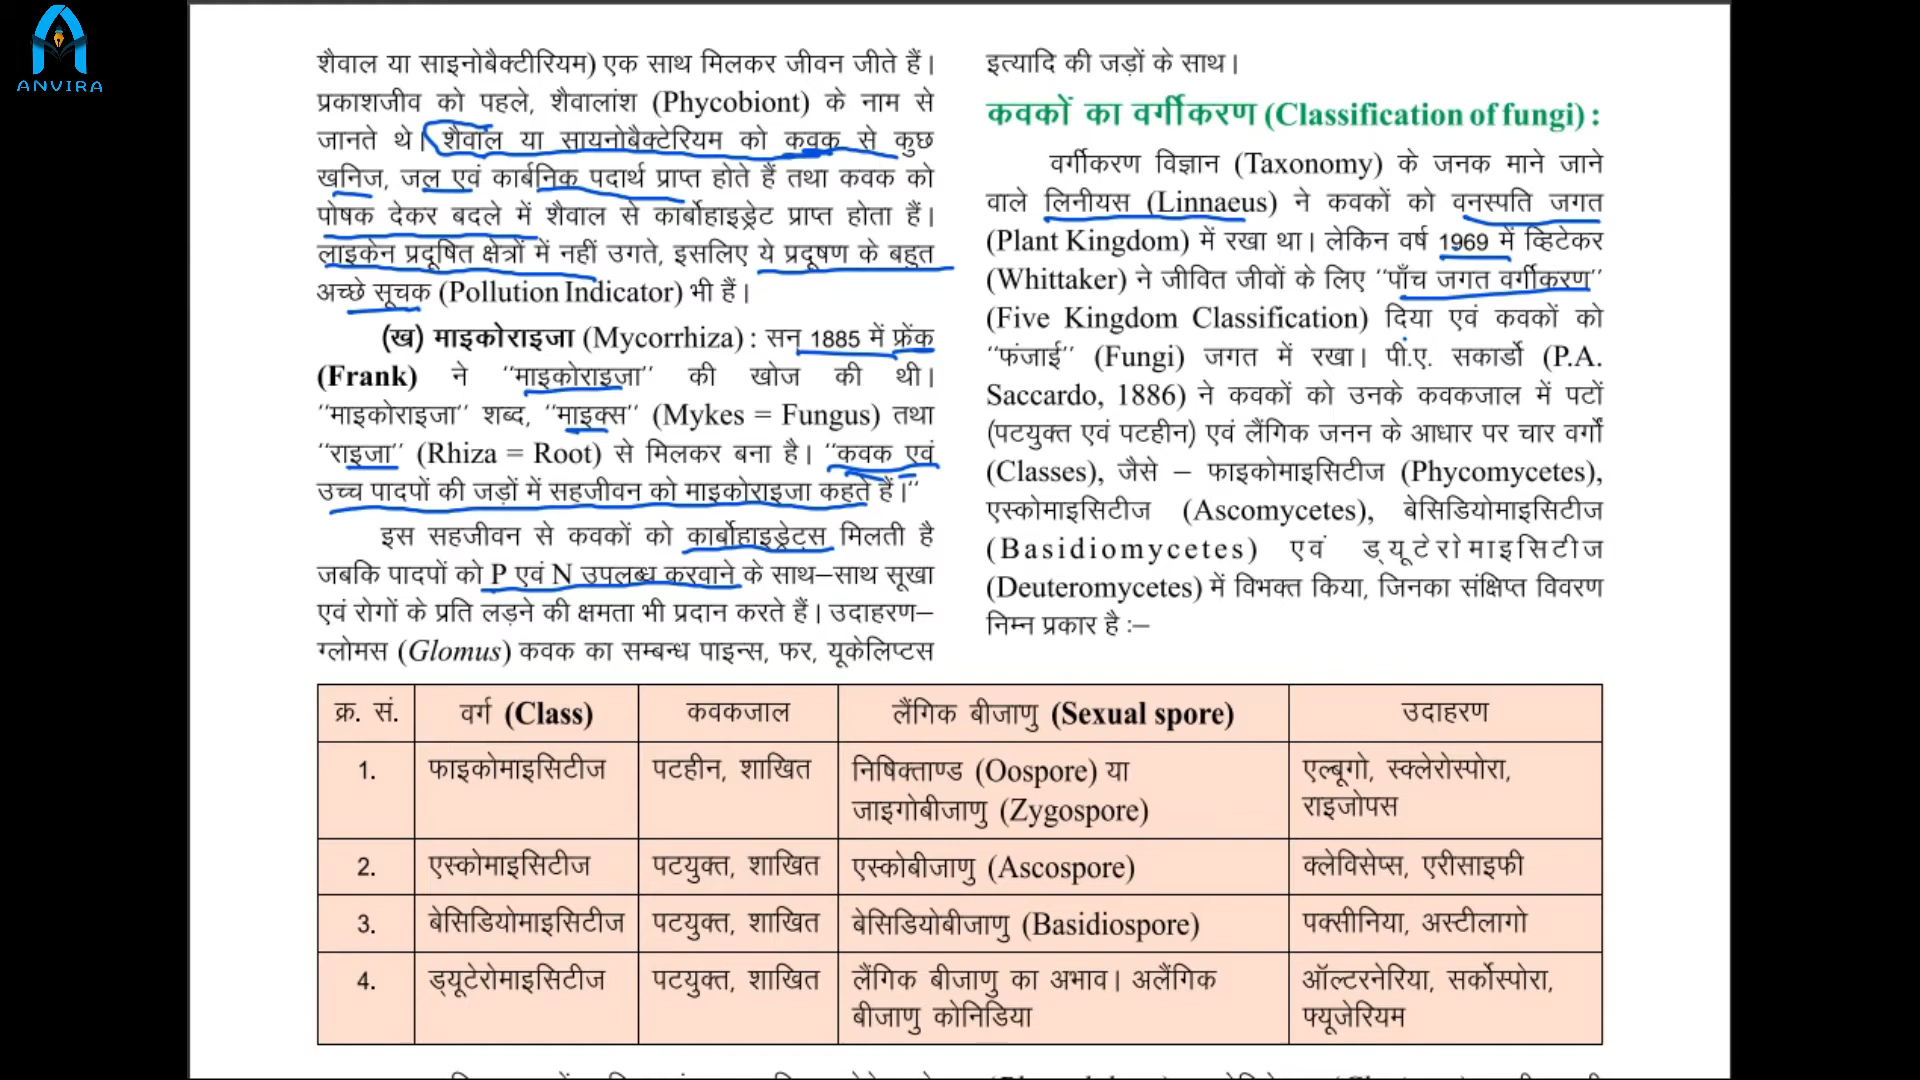 ANVIRA
शैवाल या साइनोबैक्टीरियम) एक साथ मिलकर जीवन जीते हैं।
प्रकाशजीव को पहले, शैवालांश (Phycobiont) के नाम से
जानते थे। शैवाल या सायनोबैक्टेरियम को कवक से कुछ
खनिज, जल एवं कार्बनिक पदार्थ प्राप्त होते हैं तथा कवक को
पोषक देकर बदले में शैवाल से कार्बोहाइड्रेट प्राप्त होता हैं।
लाइकेन प्रदूषित क्षेत्रों में नहीं उगते, इसलिए ये प्रदूषण के बहुत
अच्छे सूचक (Pollution Indicator) भी हैं।
(ख) माइकोराइजा (Mycorrhiza) : सन 1885 में फ्रेंक
(Frank) ने "माइकोराइजा" की खोज की थी।
"माइकोराइजा" शब्द, "माइक्स" (Mykes = Fungus) तथा
"राइजा" (Rhiza = Root) से मिलकर बना है। "कवक एवं
उच्च पादपों की जड़ों में सहजीवन को माइकोराइजा कहते हैं।"
इस सहजीवन से कवकों को कार्बोहाइड्रेट्स मिलती है
जबकि पादपों को P एवं N उपलब्ध करवाने के साथ–साथ सूखा
एवं रोगों के प्रति लड़ने की क्षमता भी प्रदान करते हैं। उदाहरण–
ग्लोमस (Glomus) कवक का सम्बन्ध पाइन्स, फर, यूकेलिप्टस
इत्यादि की जड़ों के साथ।
कवकों का वर्गीकरण (Classification of fungi) :
वर्गीकरण विज्ञान (Taxonomy) के जनक माने जाने
वाले लिनीयस (Linnaeus) ने कवकों को वनस्पति जगत
(Plant Kingdom) में रखा था। लेकिन वर्ष 1969 में व्हिटेकर
(Whittaker) ने जीवित जीवों के लिए "पाँच जगत वर्गीकरण"
(Five Kingdom Classification) दिया एवं कवकों को
"फंजाई" (Fungi) जगत में रखा। पी.ए. सकार्डो (P.A.
Saccardo, 1886) ने कवकों को उनके कवकजाल में पटों
(पटयुक्त एवं पटहीन) एवं लैंगिक जनन के आधार पर चार वर्गों
(Classes), जैसे – फाइकोमाइसिटीज (Phycomycetes),
एस्कोमाइसिटीज (Ascomycetes), बेसिडियोमाइसिटीज
(Basidiomycetes) एवं ड्यूटेरोमाइसिटीज
(Deuteromycetes) में विभक्त किया, जिनका संक्षिप्त विवरण
निम्न प्रकार है :–
क्र. सं. वर्ग (Class) कवकजाल लैंगिक बीजाणु (Sexual spore) उदाहरण
1. फाइकोमाइसिटीज पटहीन, शाखित निषिक्ताण्ड (Oospore) या एल्बूगो, स्क्लेरोस्पोरा,
जाइगोबीजाणु (Zygospore) राइजोपस
2. एस्कोमाइसिटीज पटयुक्त, शाखित एस्कोबीजाणु (Ascospore) क्लेविसेप्स, एरीसाइफी
3. बेसिडियोमाइसिटीज पटयुक्त, शाखित बेसिडियोबीजाणु (Basidiospore) पक्सीनिया, अस्टीलागो
4. ड्यूटेरोमाइसिटीज पटयुक्त, शाखित लैंगिक बीजाणु का अभाव। अलैंगिक ऑल्टरनेरिया, सर्कोस्पोरा,
बीजाणु कोनिडिया फ्यूजेरियम